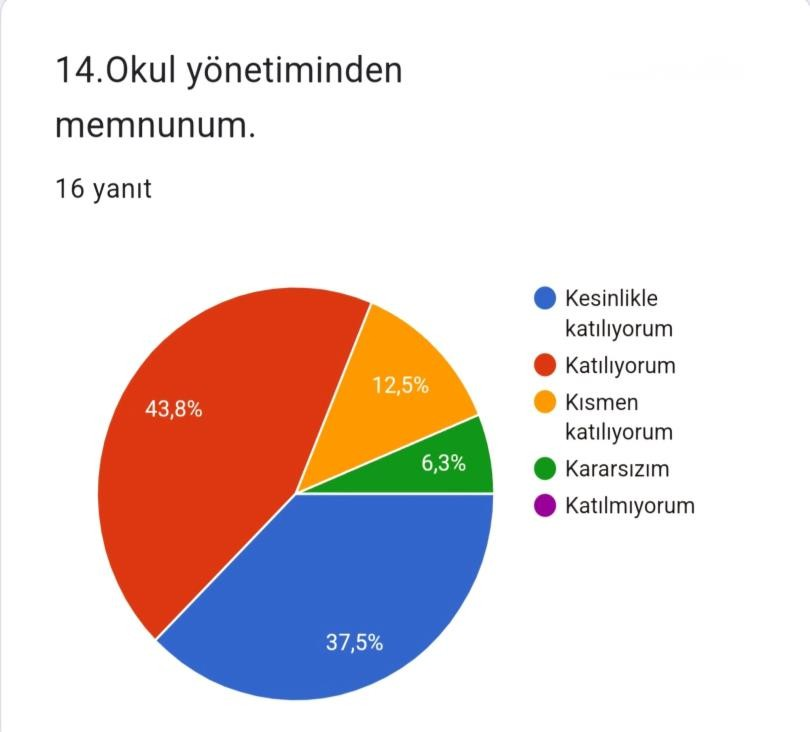 14.Okul yönetiminden
memnunum.
16 yanıt
Kesinlikle
katılıyorum
Katılıyorum
Kısmen
katılıyorum
Kararsızım
Katılmıyorum
43,8%
12,5%
6,3%
37,5%